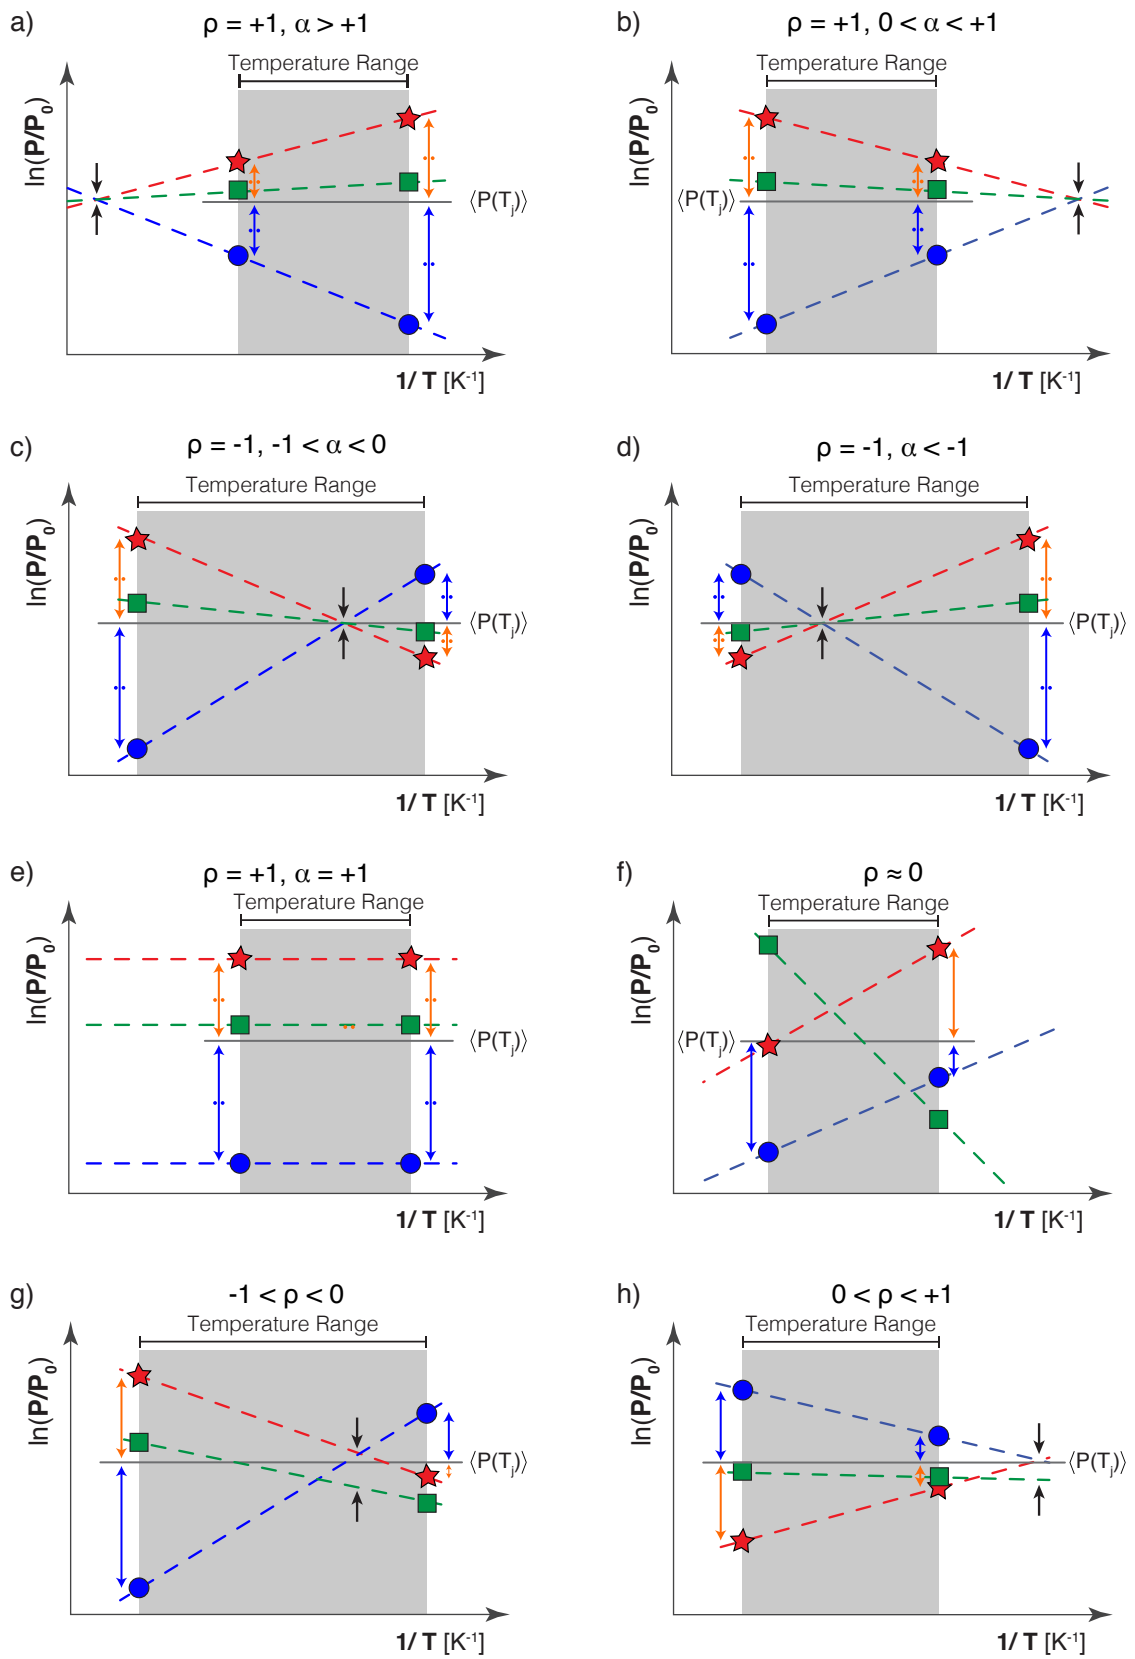 a) ρ = +1, α > +1
Temperature Range
ln(P/P₀)
⟨P(Tⱼ)⟩
1/ T [K⁻¹]
b) ρ = +1, 0 < α < +1
Temperature Range
ln(P/P₀)
⟨P(Tⱼ)⟩
1/ T [K⁻¹]
c) ρ = -1, -1 < α < 0
Temperature Range
ln(P/P₀)
⟨P(Tⱼ)⟩
1/ T [K⁻¹]
d) ρ = -1, α < -1
Temperature Range
ln(P/P₀)
⟨P(Tⱼ)⟩
1/ T [K⁻¹]
e) ρ = +1, α = +1
Temperature Range
ln(P/P₀)
⟨P(Tⱼ)⟩
1/ T [K⁻¹]
f) ρ ≈ 0
Temperature Range
ln(P/P₀)
⟨P(Tⱼ)⟩
1/ T [K⁻¹]
g) -1 < ρ < 0
Temperature Range
ln(P/P₀)
⟨P(Tⱼ)⟩
1/ T [K⁻¹]
h) 0 < ρ < +1
Temperature Range
ln(P/P₀)
⟨P(Tⱼ)⟩
1/ T [K⁻¹]